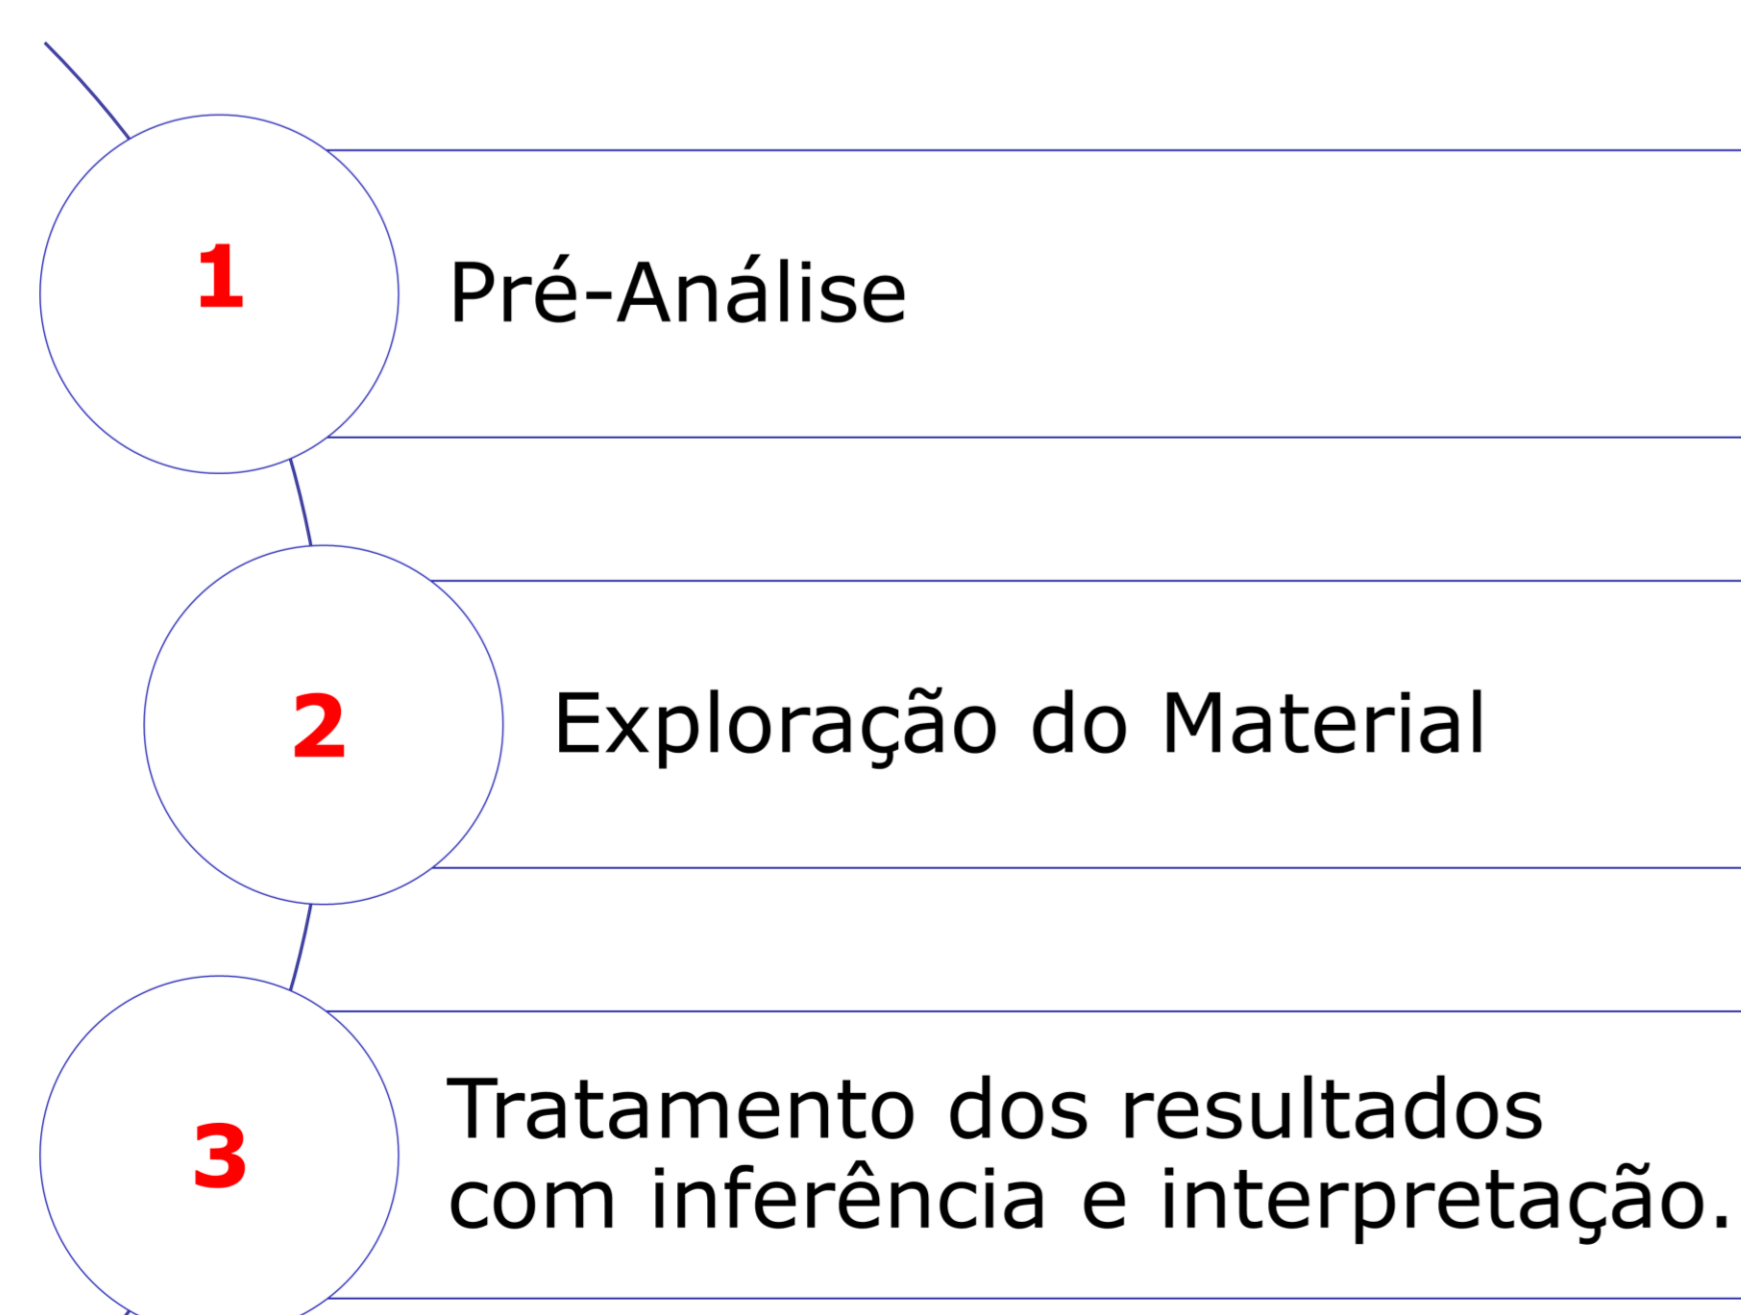 1
Pré-Análise
2
Exploração do Material
3
Tratamento dos resultados
com inferência e interpretação.